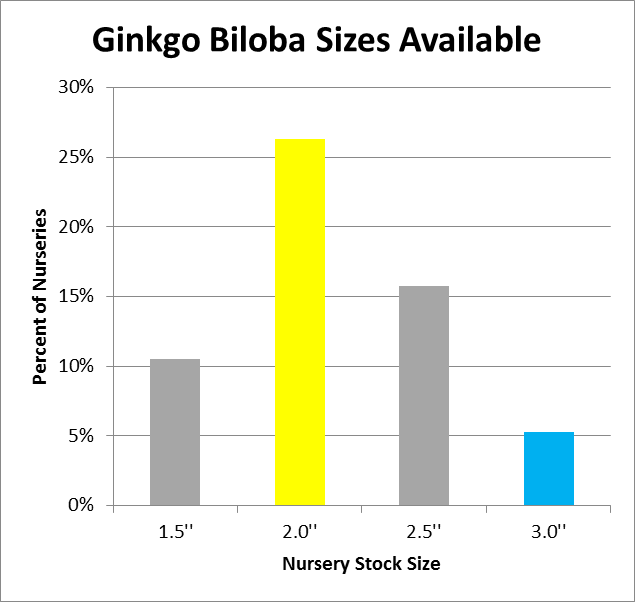 Ginkgo Biloba Sizes Available
30%
25%
20%
15%
10%
5%
0%
Percent of Nurseries
1.5'' 2.0'' 2.5'' 3.0''
Nursery Stock Size